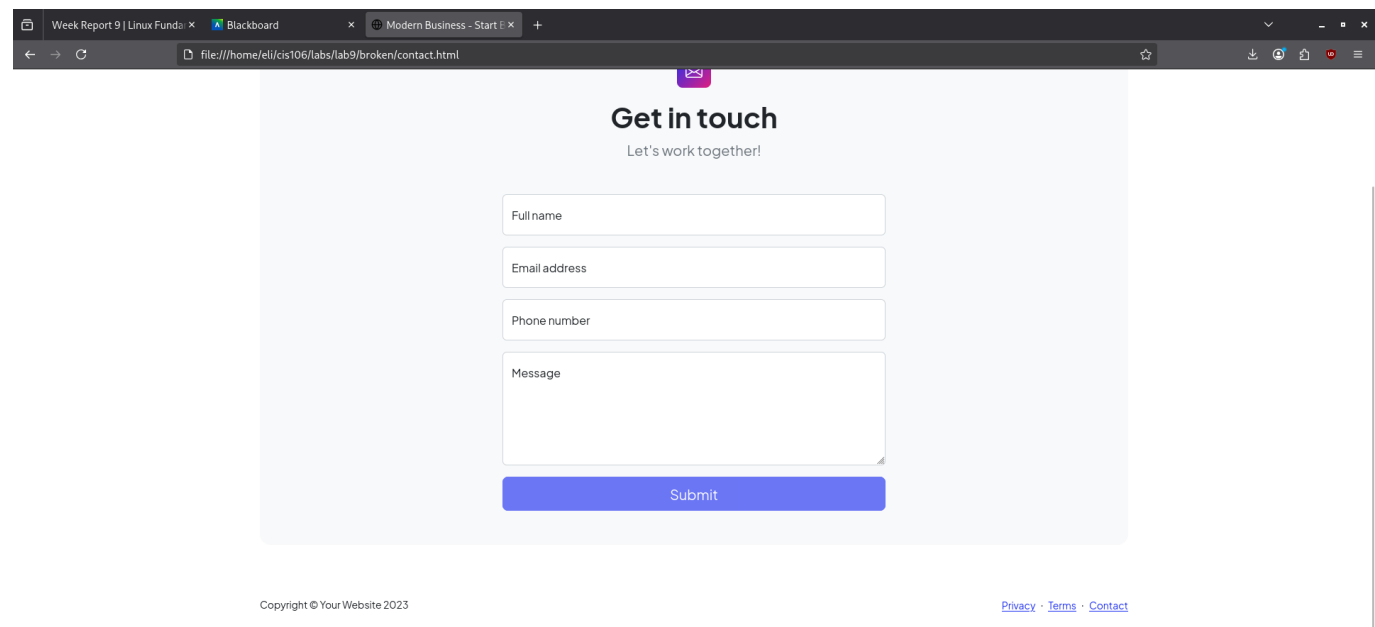 Week Report 9 | Linux Funda
Blackboard
Modern Business - Start B
file:///home/eli/cis106/labs/lab9/broken/contact.html
Get in touch
Let's work together!
Full name
Email address
Phone number
Message
Submit
Copyright © Your Website 2023
Privacy · Terms · Contact